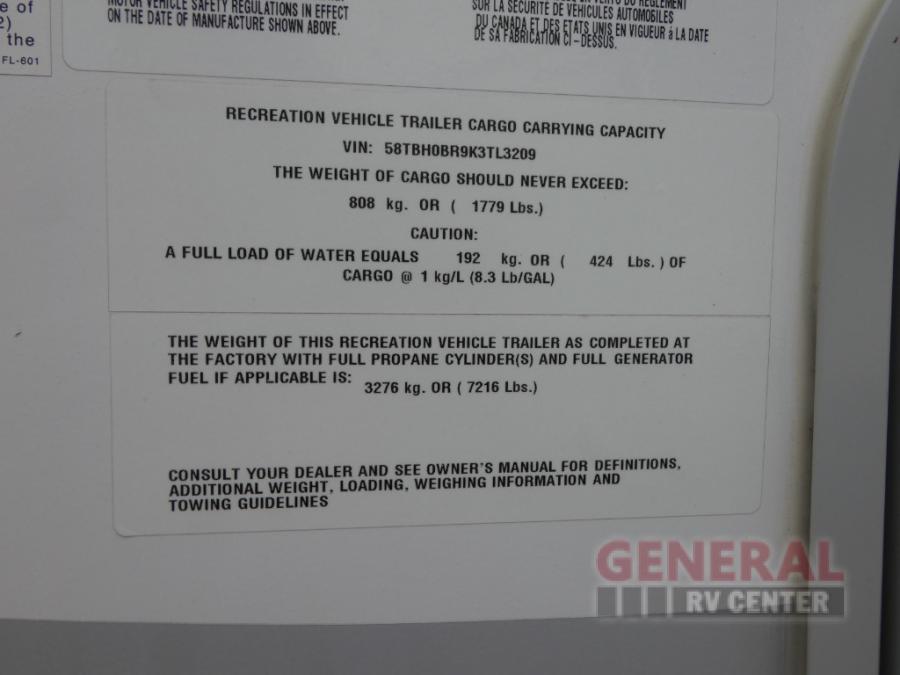 e of
2)
the
FL-601
MOTOR VEHICLE SAFETY REGULATIONS IN EFFECT
ON THE DATE OF MANUFACTURE SHOWN ABOVE.
SUR LA SÉCURITÉ DE VÉHICULES AUTOMOBILES
DU CANADA ET DES ÉTATS UNIS EN VIGUEUR à LA DATE
DE SA FABRICATION CI-DESSUS.
RECREATION VEHICLE TRAILER CARGO CARRYING CAPACITY
VIN: 58TBH0BR9K3TL3209
THE WEIGHT OF CARGO SHOULD NEVER EXCEED:
808 kg. OR ( 1779 Lbs.)
CAUTION:
A FULL LOAD OF WATER EQUALS 192 kg. OR ( 424 Lbs. ) OF
CARGO @ 1 kg/L (8.3 Lb/GAL)
THE WEIGHT OF THIS RECREATION VEHICLE TRAILER AS COMPLETED AT
THE FACTORY WITH FULL PROPANE CYLINDER(S) AND FULL GENERATOR
FUEL IF APPLICABLE IS: 3276 kg. OR ( 7216 Lbs.)
CONSULT YOUR DEALER AND SEE OWNER'S MANUAL FOR DEFINITIONS,
ADDITIONAL WEIGHT, LOADING, WEIGHING INFORMATION AND
TOWING GUIDELINES
GENERAL
RV CENTER